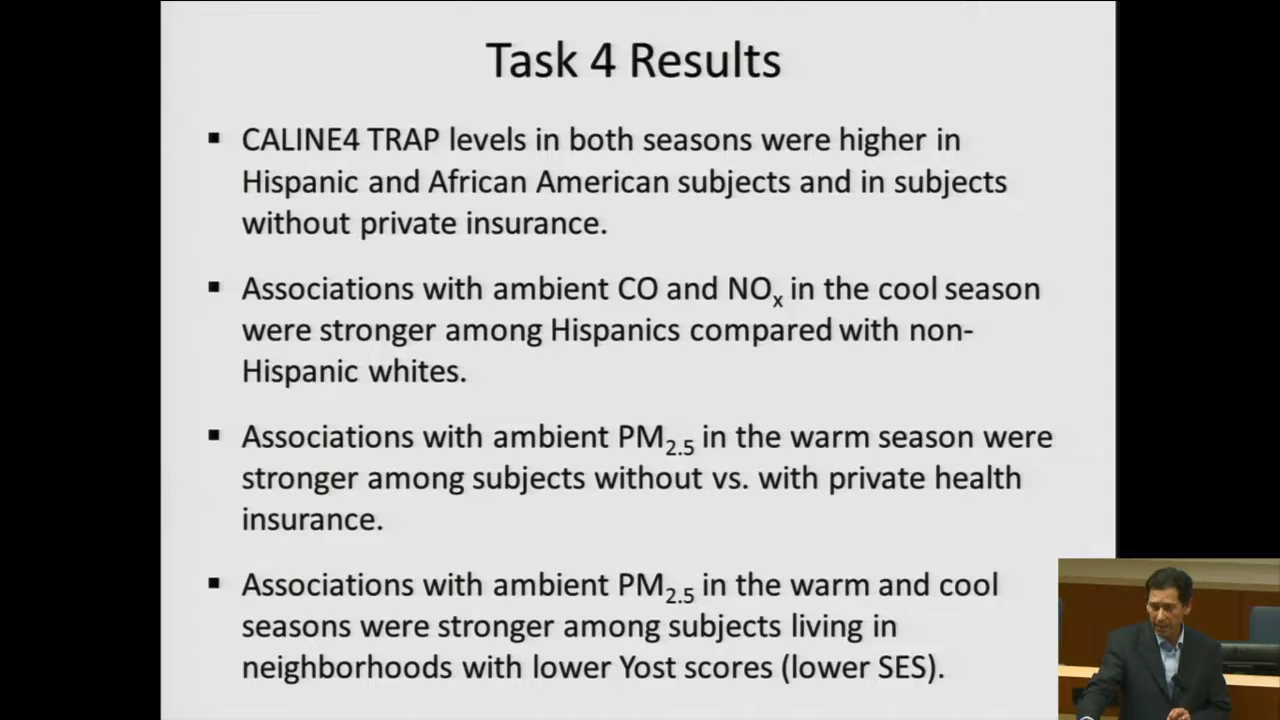 Task 4 Results
▪ CALINE4 TRAP levels in both seasons were higher in
Hispanic and African American subjects and in subjects
without private insurance.
▪ Associations with ambient CO and NOx in the cool season
were stronger among Hispanics compared with non-
Hispanic whites.
▪ Associations with ambient PM2.5 in the warm season were
stronger among subjects without vs. with private health
insurance.
▪ Associations with ambient PM2.5 in the warm and cool
seasons were stronger among subjects living in
neighborhoods with lower Yost scores (lower SES).